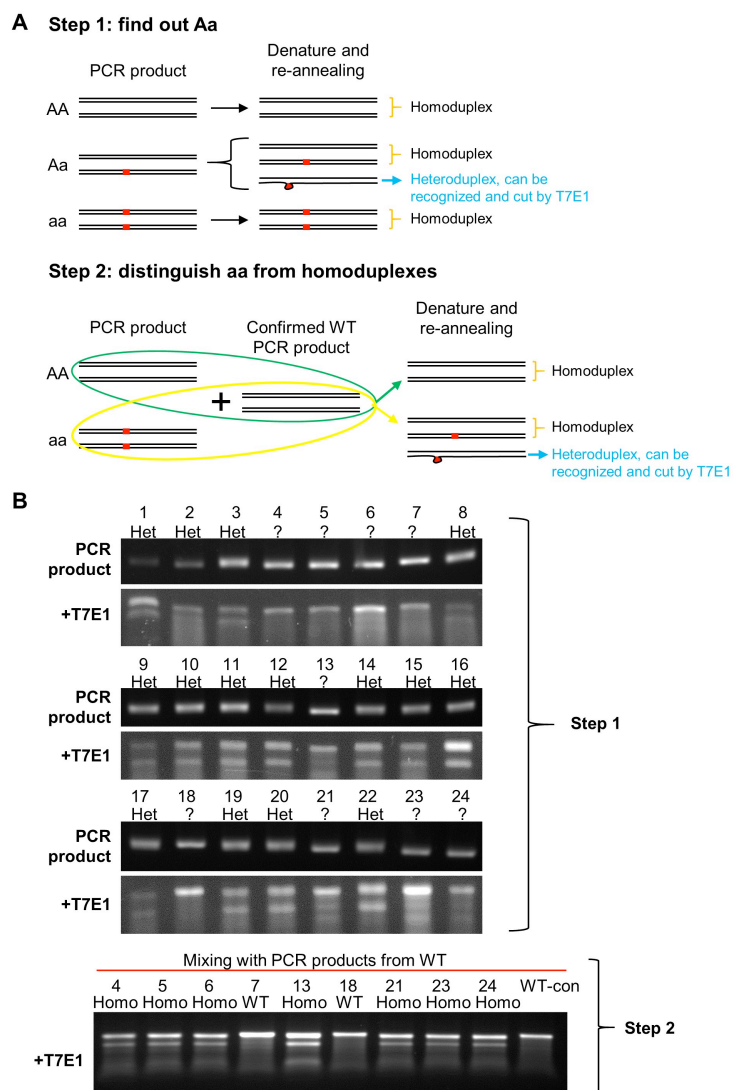 A Step 1: find out Aa
PCR product
Denature and
re-annealing
AA
Homoduplex
Aa
Homoduplex
Heteroduplex, can be
recognized and cut by T7E1
aa
Homoduplex
Step 2: distinguish aa from homoduplexes
PCR product
Confirmed WT
PCR product
Denature and
re-annealing
AA
Homoduplex
+
aa
Homoduplex
Heteroduplex, can be
recognized and cut by T7E1
B
1 2 3 4 5 6 7 8
Het Het Het ? ? ? ? Het
PCR
product
+T7E1
9 10 11 12 13 14 15 16
Het Het Het Het ? Het Het Het
PCR
product
Step 1
+T7E1
17 18 19 20 21 22 23 24
Het ? Het Het ? Het ? ?
PCR
product
+T7E1
Mixing with PCR products from WT
4 5 6 7 13 18 21 23 24 WT-con
Homo Homo Homo WT Homo WT Homo Homo Homo
Step 2
+T7E1